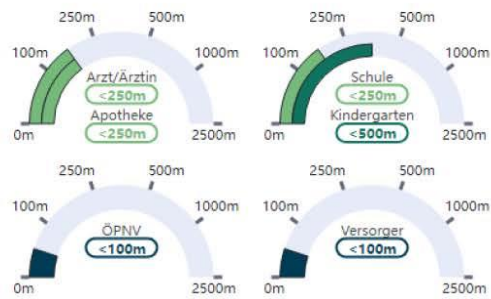 250m 500m
100m 1000m
Arzt/Ärztin
<250m
Apotheke
<250m
0m 2500m
250m 500m
100m 1000m
Schule
<250m
Kindergarten
<500m
0m 2500m
250m 500m
100m 1000m
ÖPNV
<100m
0m 2500m
250m 500m
100m 1000m
Versorger
<100m
0m 2500m